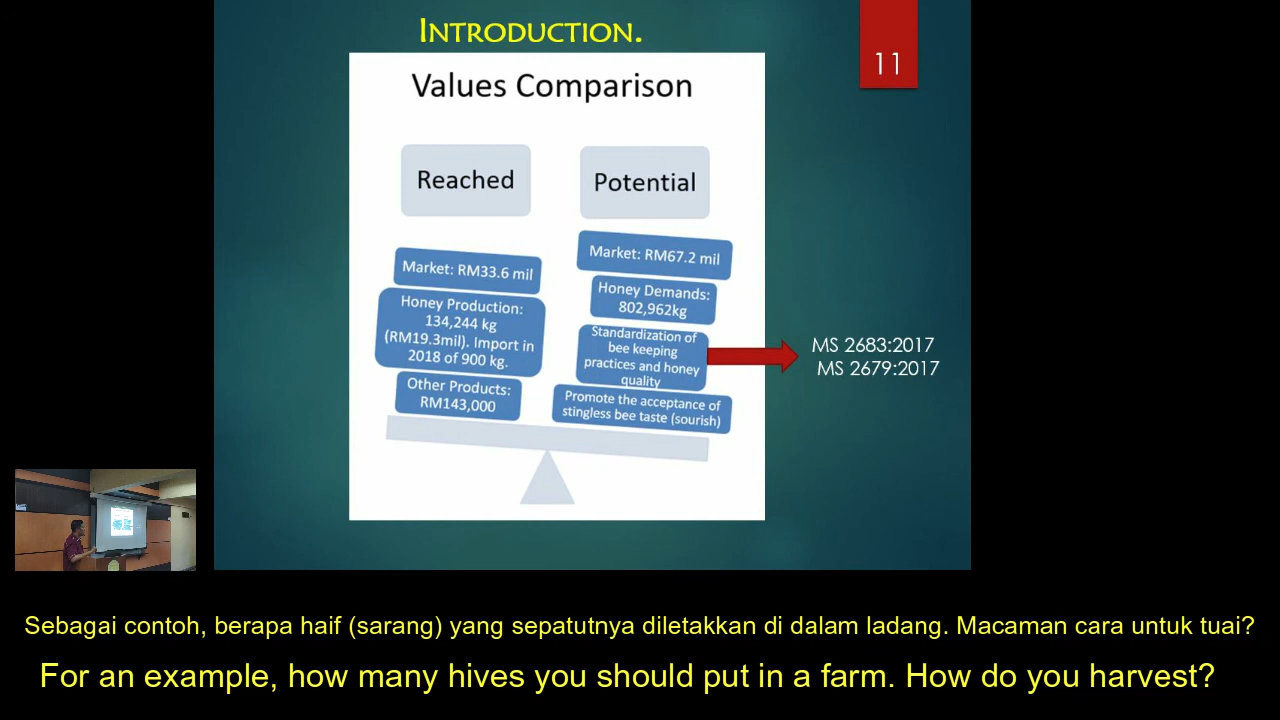 INTRODUCTION.
11
Values Comparison
Reached
Potential
Market: RM33.6 mil
Honey Production:
134,244 kg
(RM19.3mil). Import in
2018 of 900 kg.
Other Products:
RM143,000
Market: RM67.2 mil
Honey Demands:
802,962kg
Standardization of
bee keeping
practices and honey
quality
Promote the acceptance of
stingless bee taste (sourish)
MS 2683:2017
MS 2679:2017
Sebagai contoh, berapa haif (sarang) yang sepatutnya diletakkan di dalam ladang. Macaman cara untuk tuai?
For an example, how many hives you should put in a farm. How do you harvest?